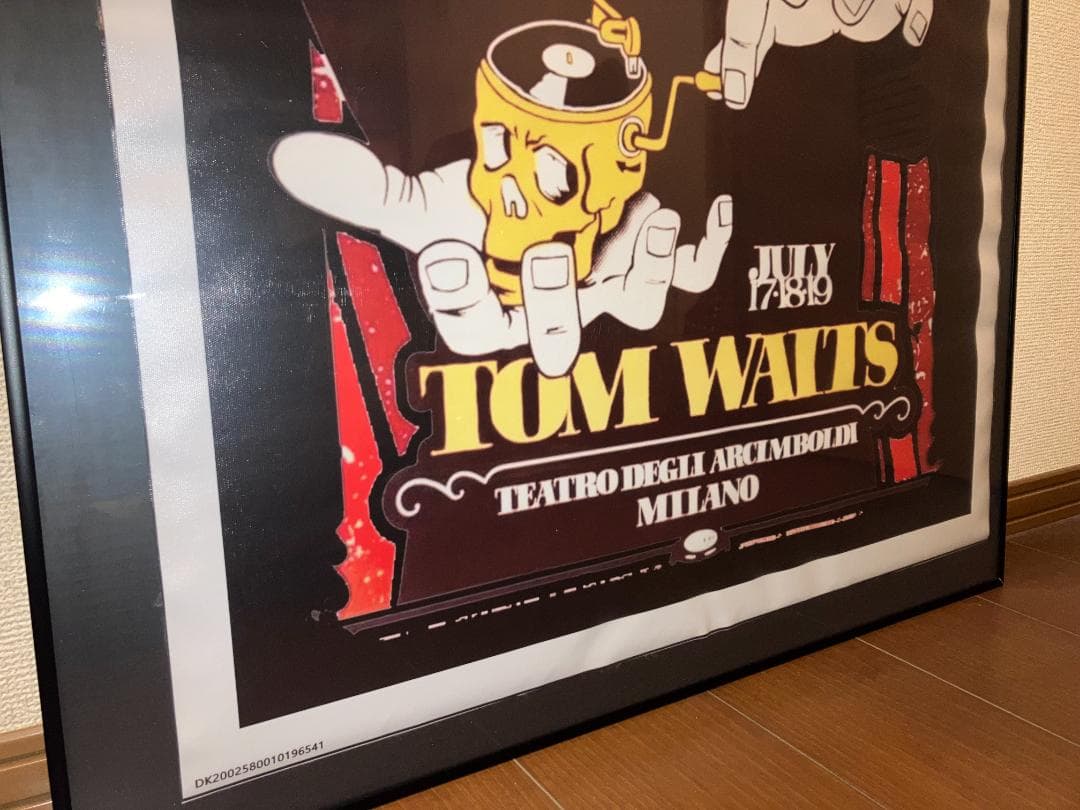 JULY
17·18·19
TOM WAITS
TEATRO DEGLI ARCIMBOLDI
MILANO
DK2002580010196541